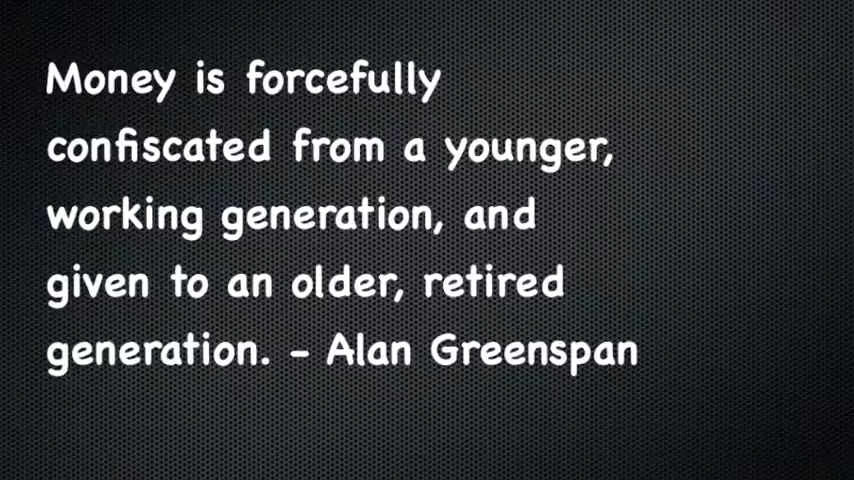 Money is forcefully
confiscated from a younger,
working generation, and
given to an older, retired
generation. - Alan Greenspan